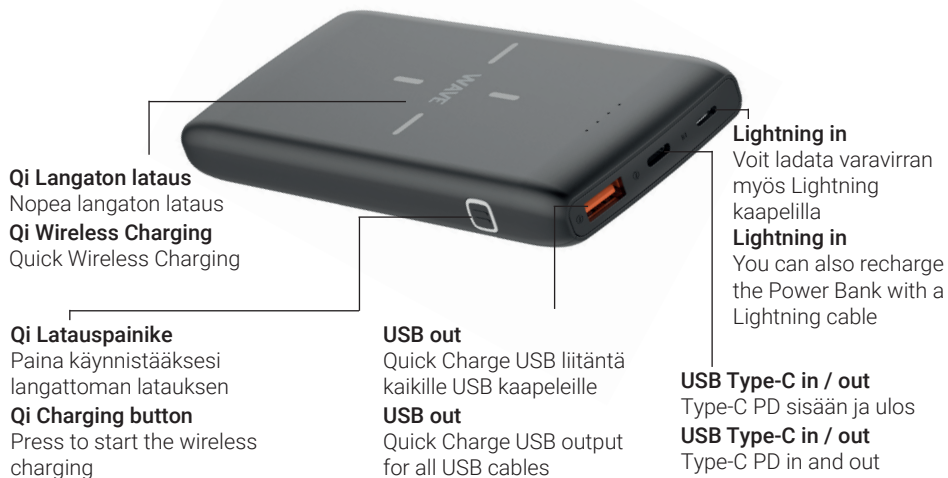 WAVE
Qi Langaton lataus
Nopea langaton lataus
Qi Wireless Charging
Quick Wireless Charging
Lightning in
Voit ladata varavirran
myös Lightning
kaapelilla
Lightning in
You can also recharge
the Power Bank with a
Lightning cable
Qi Latauspainike
Paina käynnistääksesi
langattoman latauksen
Qi Charging button
Press to start the wireless
charging
USB out
Quick Charge USB liitäntä
kaikille USB kaapeleille
USB out
Quick Charge USB output
for all USB cables
USB Type-C in / out
Type-C PD sisään ja ulos
USB Type-C in / out
Type-C PD in and out